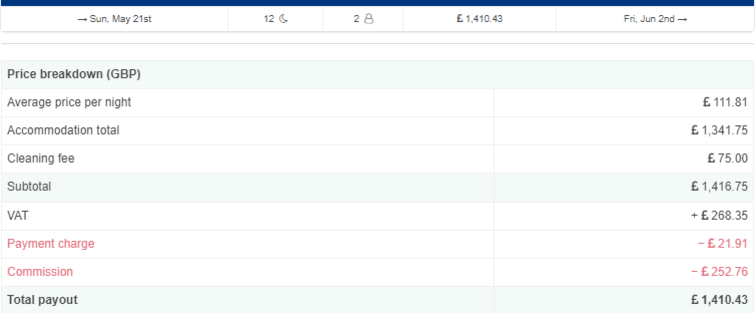 → Sun, May 21st 12 2 £ 1,410.43 Fri, Jun 2nd →
Price breakdown (GBP)
Average price per night £ 111.81
Accommodation total £ 1,341.75
Cleaning fee £ 75.00
Subtotal £ 1,416.75
VAT + £ 268.35
Payment charge − £ 21.91
Commission − £ 252.76
Total payout £ 1,410.43